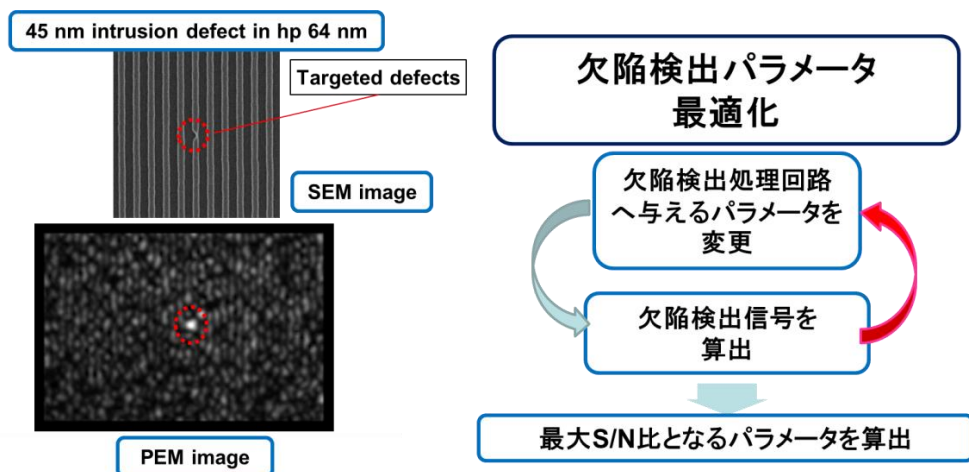 45 nm intrusion defect in hp 64 nm
Targeted defects
SEM image
PEM image
欠陥検出パラメータ
最適化
欠陥検出処理回路
へ与えるパラメータを
変更
欠陥検出信号を
算出
最大S/N比となるパラメータを算出